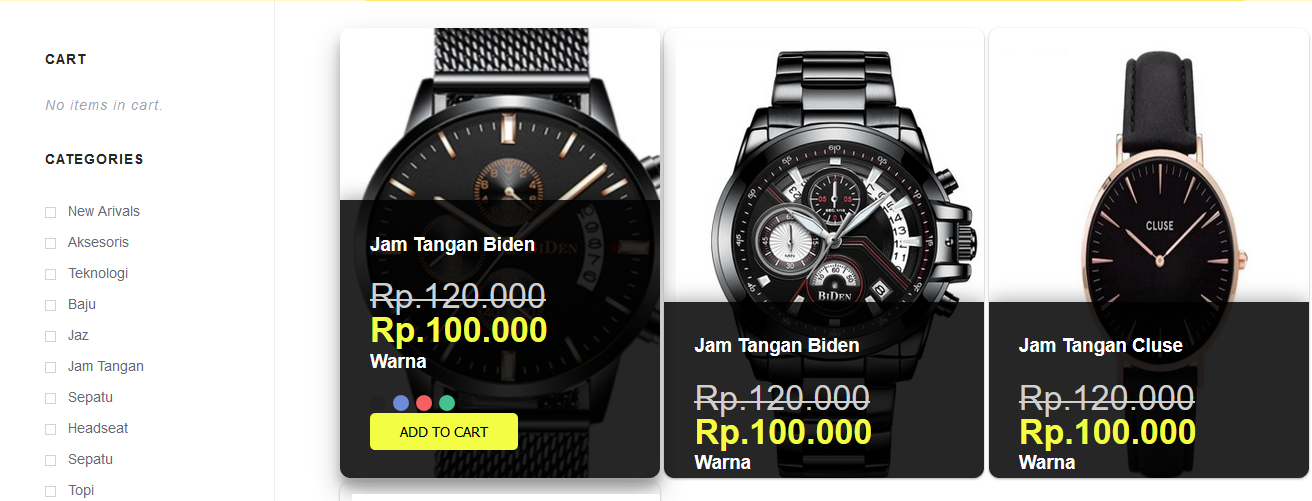 CART
No items in cart.
CATEGORIES
New Arivals
Aksesoris
Teknologi
Baju
Jaz
Jam Tangan
Sepatu
Headseat
Sepatu
Topi
Jam Tangan Biden
Rp.120.000
Rp.100.000
Warna
ADD TO CART
BIDEN
Jam Tangan Biden
Rp.120.000
Rp.100.000
Warna
CLUSE
Jam Tangan Cluse
Rp.120.000
Rp.100.000
Warna